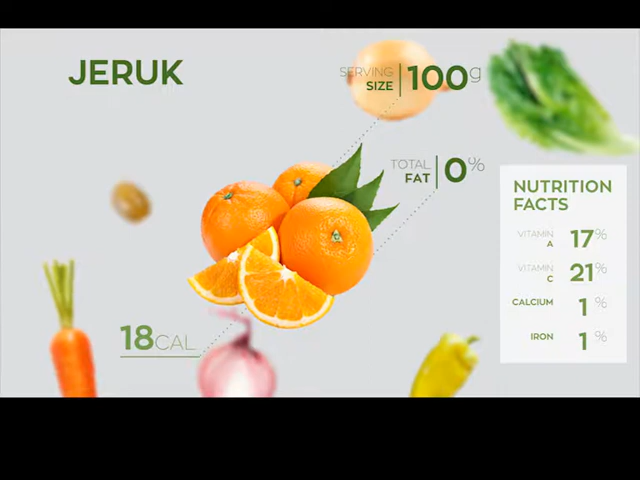 JERUK
SERVING
SIZE 100g
TOTAL
FAT 0%
NUTRITION
FACTS
VITAMIN
A 17%
VITAMIN
C 21%
CALCIUM 1 %
IRON 1 %
18CAL